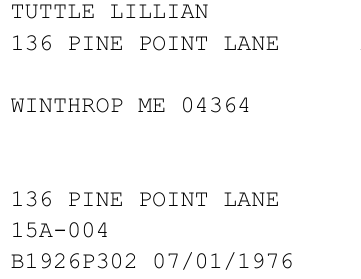 TUTTLE LILLIAN
136 PINE POINT LANE
WINTHROP ME 04364
136 PINE POINT LANE
15A-004
B1926P302 07/01/1976